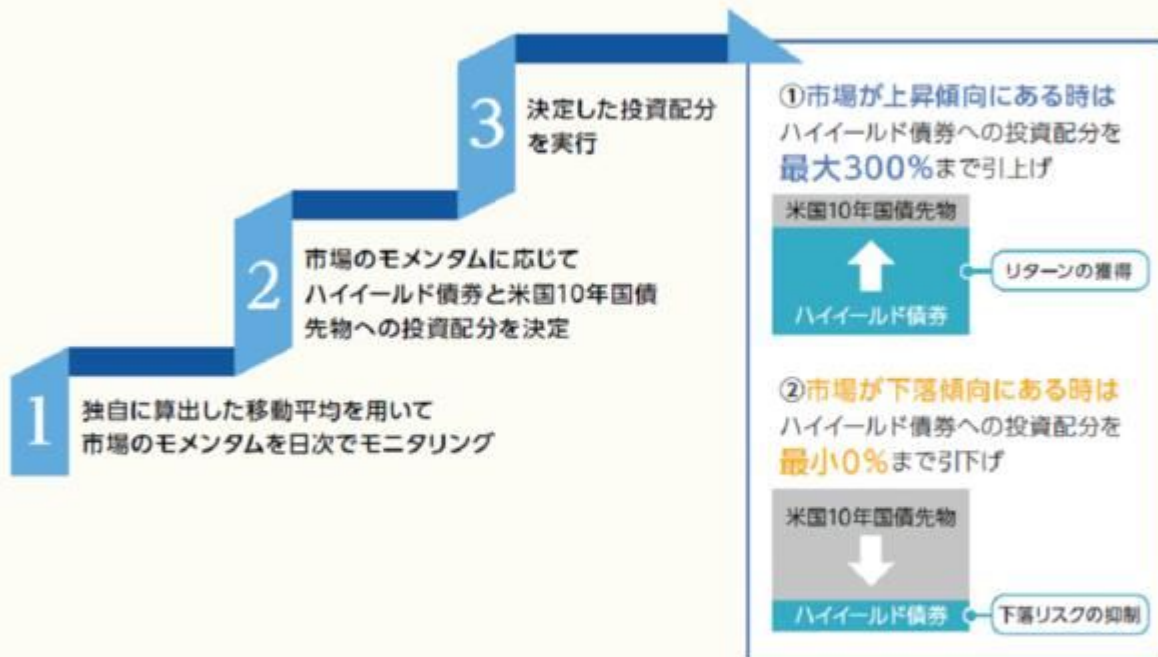 1
独自に算出した移動平均を用いて
市場のモメンタムを日次でモニタリング
2
市場のモメンタムに応じて
ハイイールド債券と米国10年国債
先物への投資配分を決定
3
決定した投資配分
を実行
①市場が上昇傾向にある時は
ハイイールド債券への投資配分を
最大300%まで引上げ
米国10年国債先物
ハイイールド債券
リターンの獲得
②市場が下落傾向にある時は
ハイイールド債券への投資配分を
最小0%まで引下げ
米国10年国債先物
ハイイールド債券
下落リスクの抑制